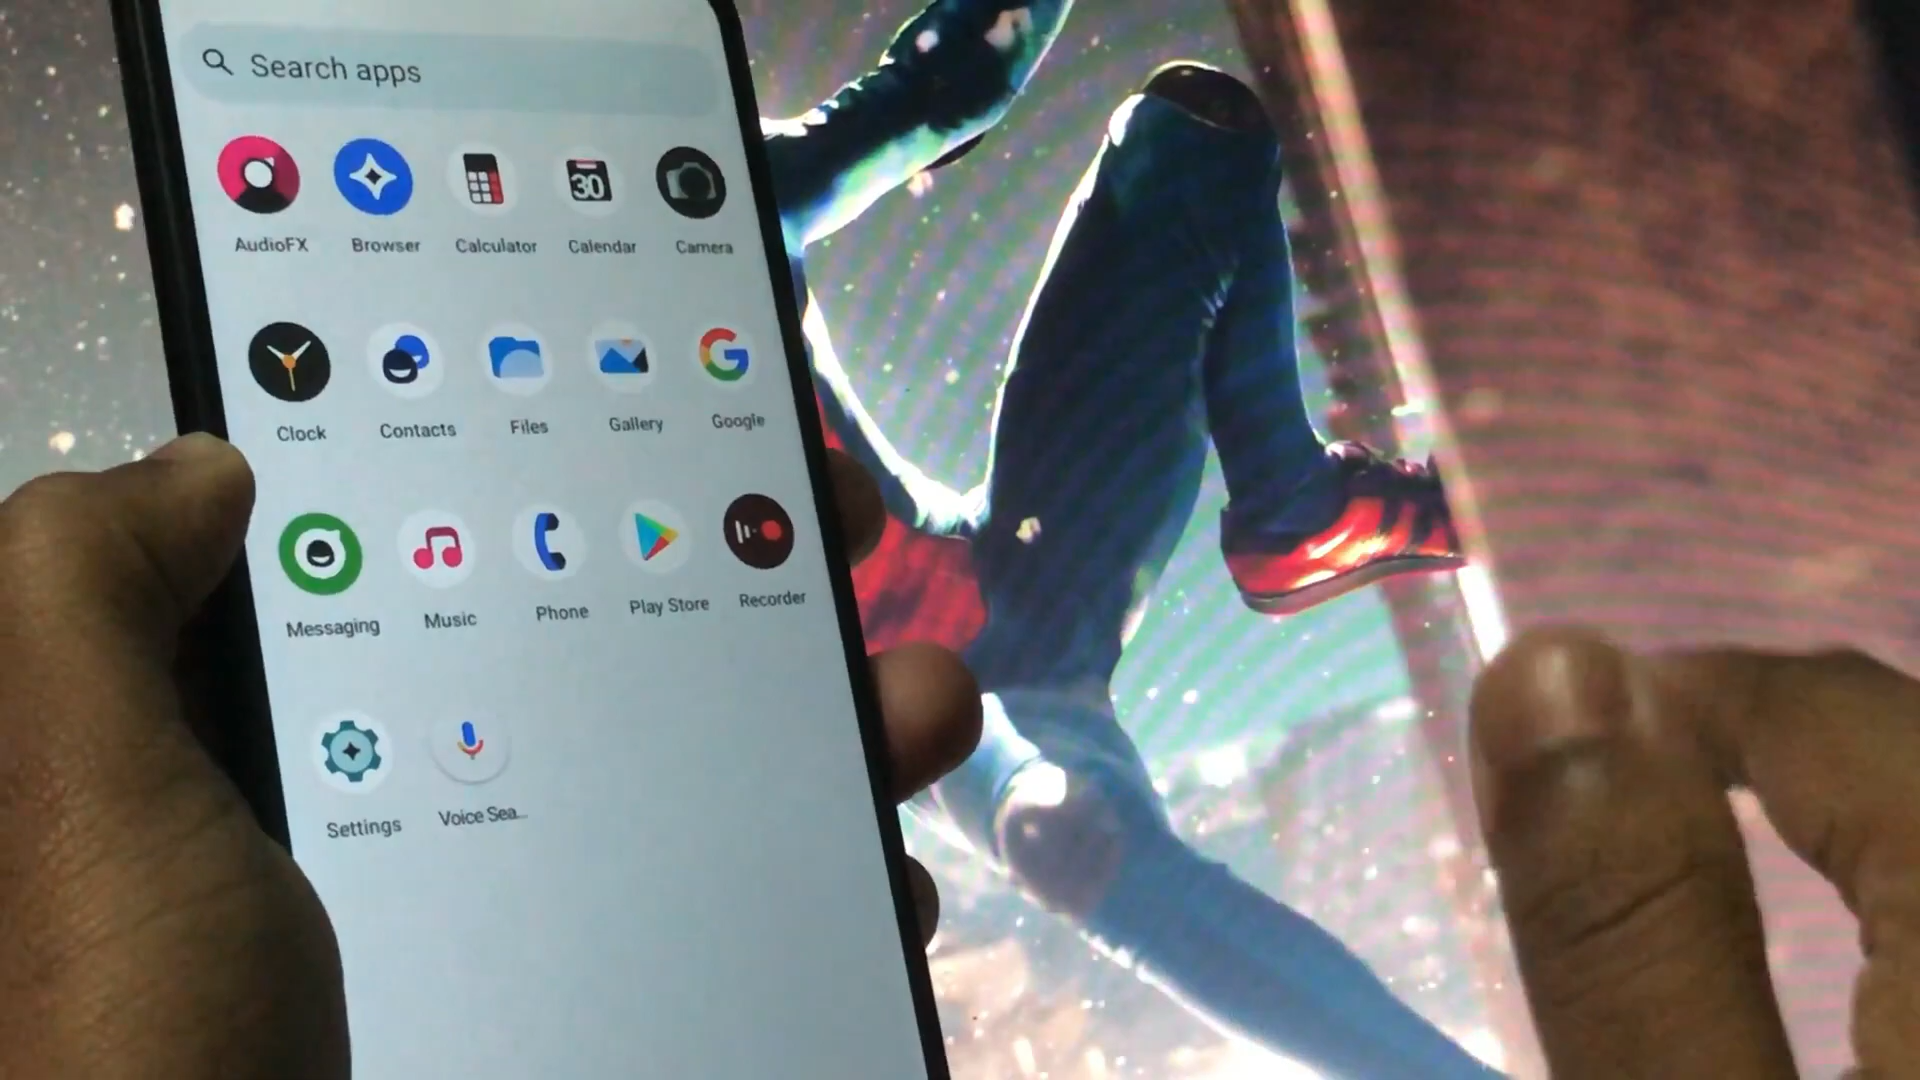 Search apps
AudioFX Browser Calculator Calendar Camera
30
Clock Contacts Files Gallery Google
Messaging Music Phone Play Store Recorder
Settings Voice Sea...